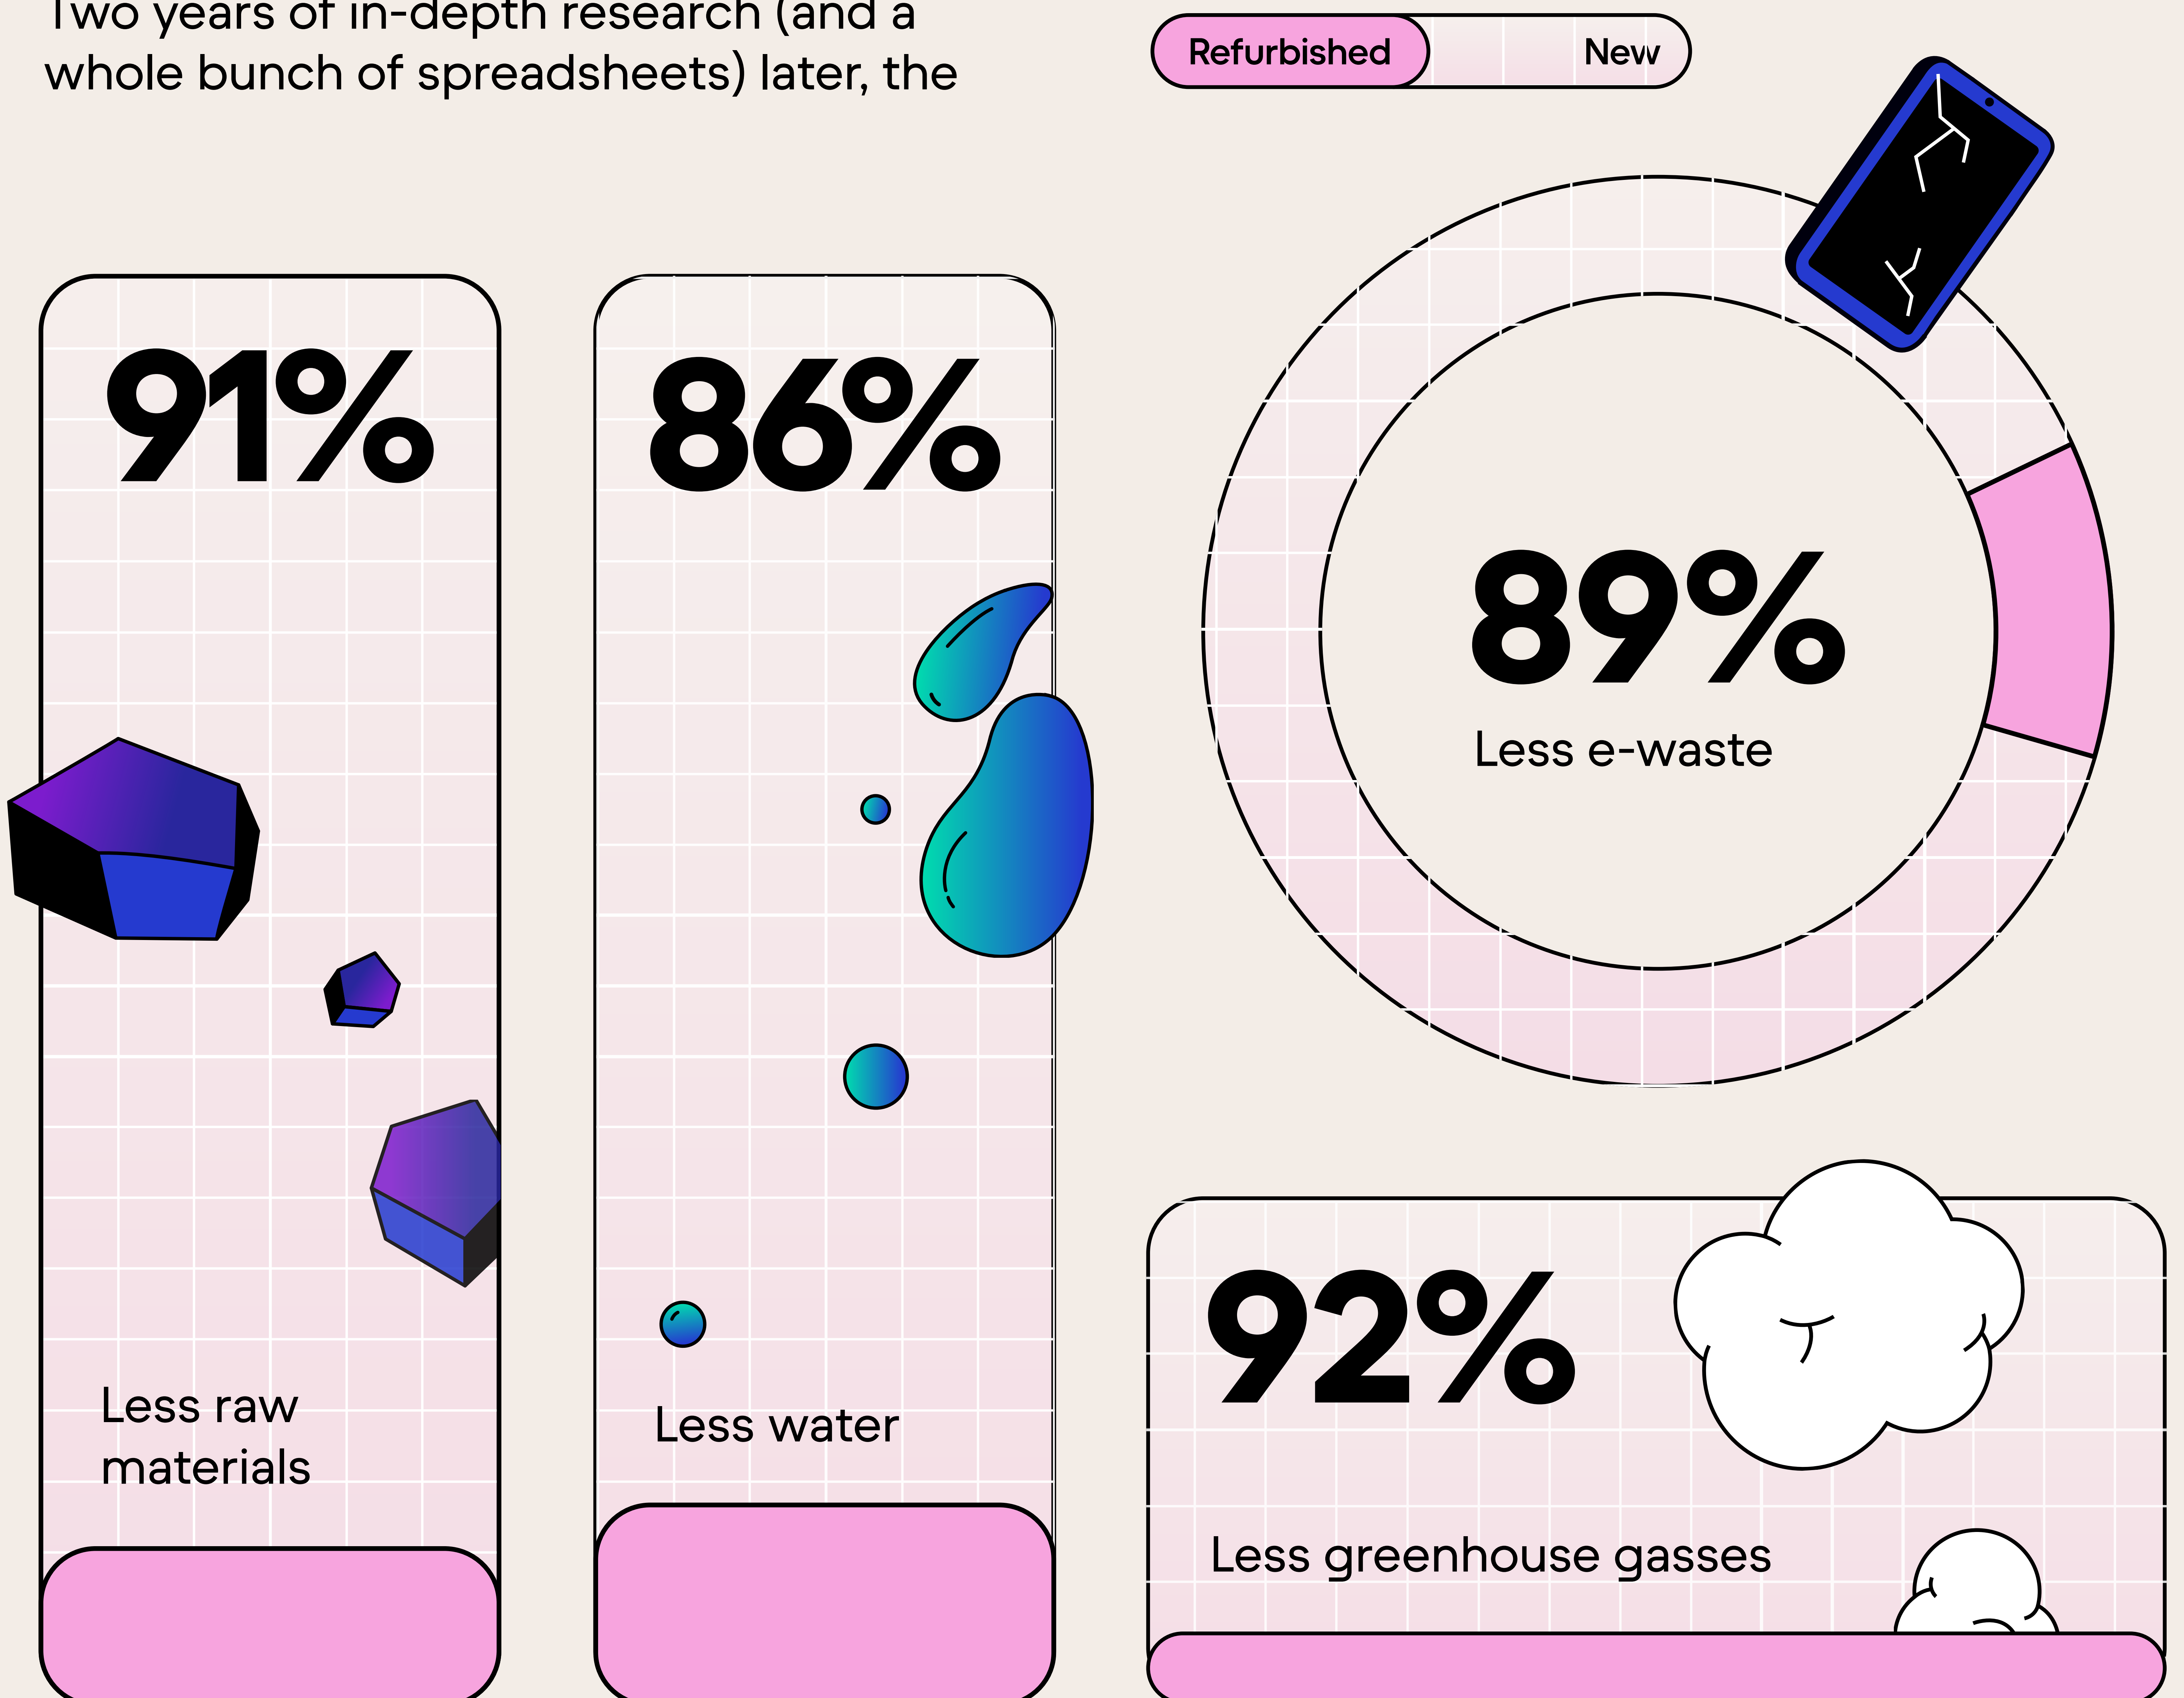 Two years of in-depth research (and a
whole bunch of spreadsheets) later, the
Refurbished
New
91%
Less raw
materials
86%
Less water
89%
Less e-waste
92%
Less greenhouse gasses